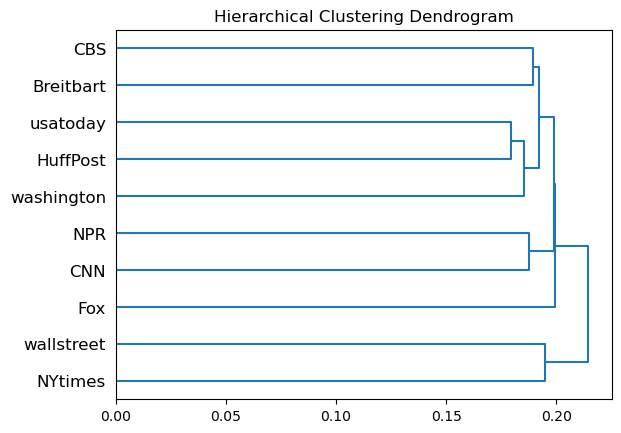 Hierarchical Clustering Dendrogram
CBS
Breitbart
usatoday
HuffPost
washington
NPR
CNN
Fox
wallstreet
NYtimes
0.00 0.05 0.10 0.15 0.20